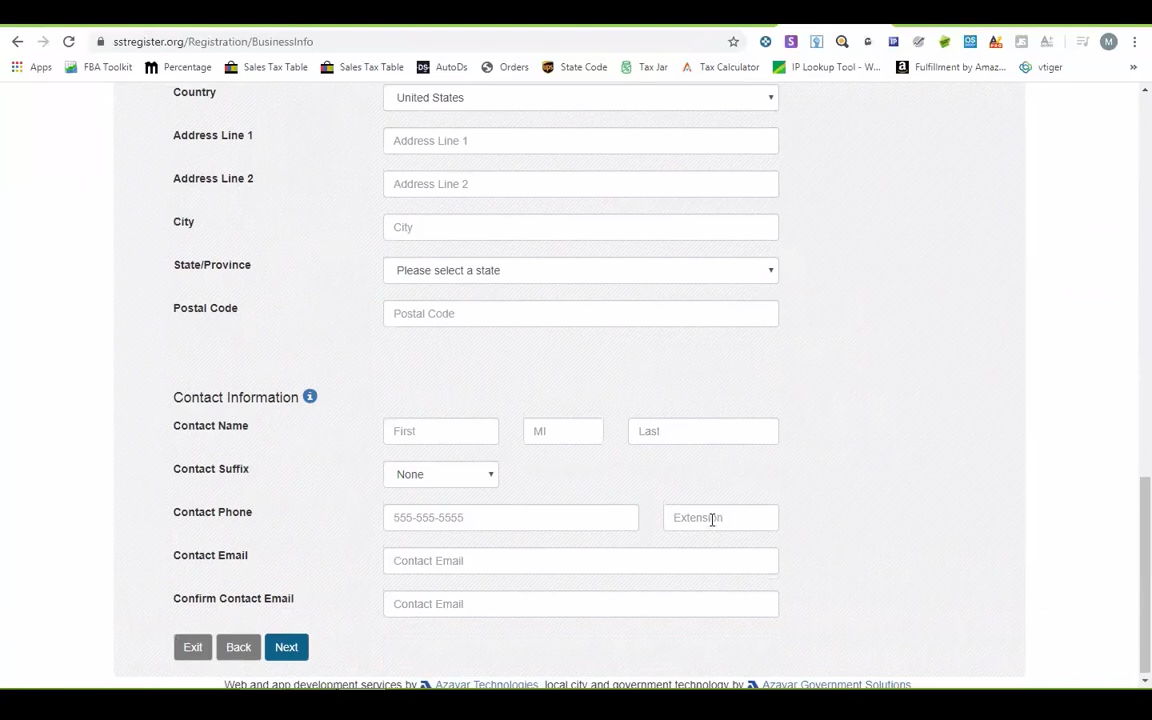 sstregister.org/Registration/BusinessInfo
M
Apps FBA Toolkit Percentage Sales Tax Table Sales Tax Table AutoDs Orders State Code Tax Jar Tax Calculator IP Lookup Tool - W... Fulfillment by Amaz... vtiger »
Country United States
Address Line 1 Address Line 1
Address Line 2 Address Line 2
City City
State/Province Please select a state
Postal Code Postal Code
Contact Information
Contact Name First MI Last
Contact Suffix None
Contact Phone 555-555-5555 Extension
Contact Email Contact Email
Confirm Contact Email Contact Email
Exit Back Next
Web and app development services by Azavar Technologies, local city and government technology by Azavar Government Solutions.